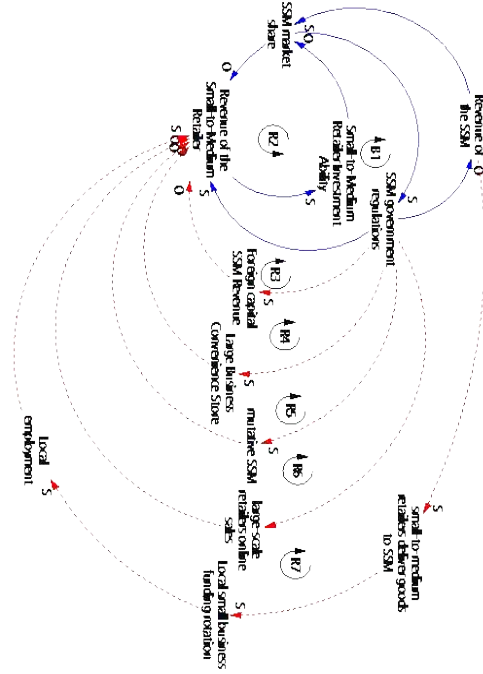 Revenue of
the SSM
O
S
small-to-medium
retailers deliver goods
to SSM
SSM government
regulations
S
B1
Small-to-Medium
Retailer Investment
Ability
S
SSM market
share
S
O
O
R2
R3
R4
R5
R6
R7
Foreign capital
SSM Revenue
S
Large Business
Convenience Store
S
mutative SSM
S
large-scale
retailers online
sales
Local small business
funding rotation
S
Revenue of the
Small-to-Medium
Retailer
S
O
Local
employment
S